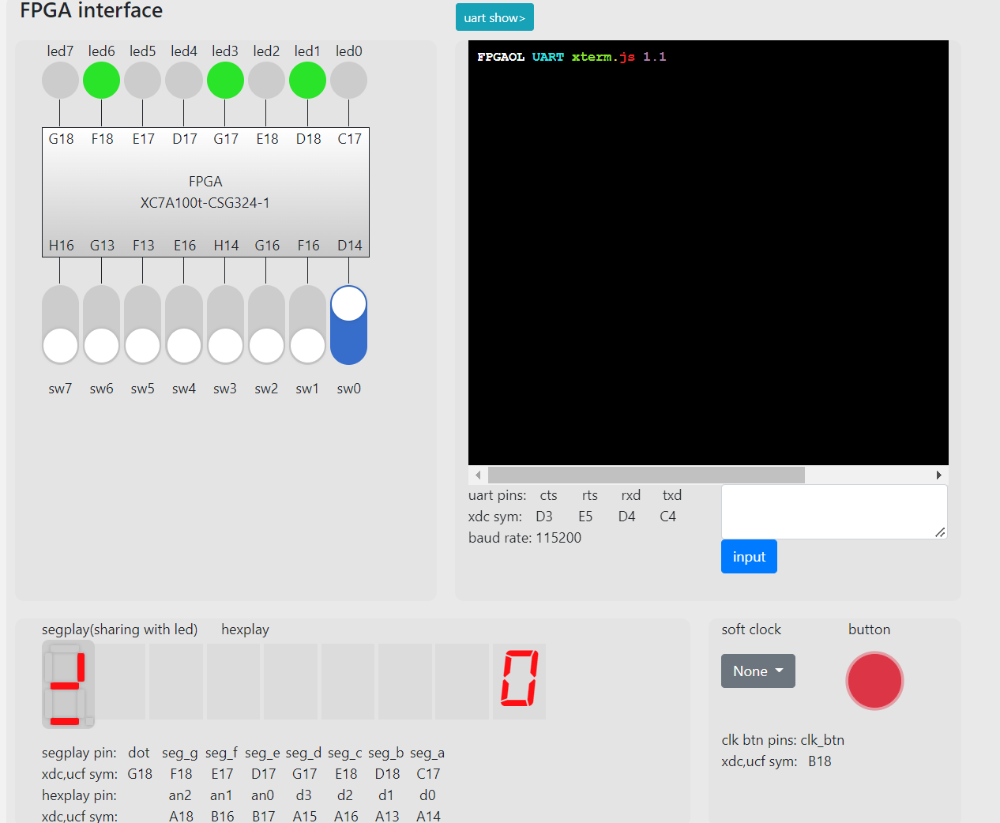 FPGA interface
uart show>
led7 led6 led5 led4 led3 led2 led1 led0
FPGAOL UART xterm.js 1.1
G18 F18 E17 D17 G17 E18 D18 C17
FPGA
XC7A100t-CSG324-1
H16 G13 F13 E16 H14 G16 F16 D14
sw7 sw6 sw5 sw4 sw3 sw2 sw1 sw0
uart pins: cts rts rxd txd
xdc sym: D3 E5 D4 C4
baud rate: 115200
input
segplay(sharing with led) hexplay
0
segplay pin: dot seg_g seg_f seg_e seg_d seg_c seg_b seg_a
xdc,ucf sym: G18 F18 E17 D17 G17 E18 D18 C17
hexplay pin: an2 an1 an0 d3 d2 d1 d0
xdc,ucf sym: A18 B16 B17 A15 A16 A13 A14
soft clock button
None
clk btn pins: clk_btn
xdc,ucf sym: B18